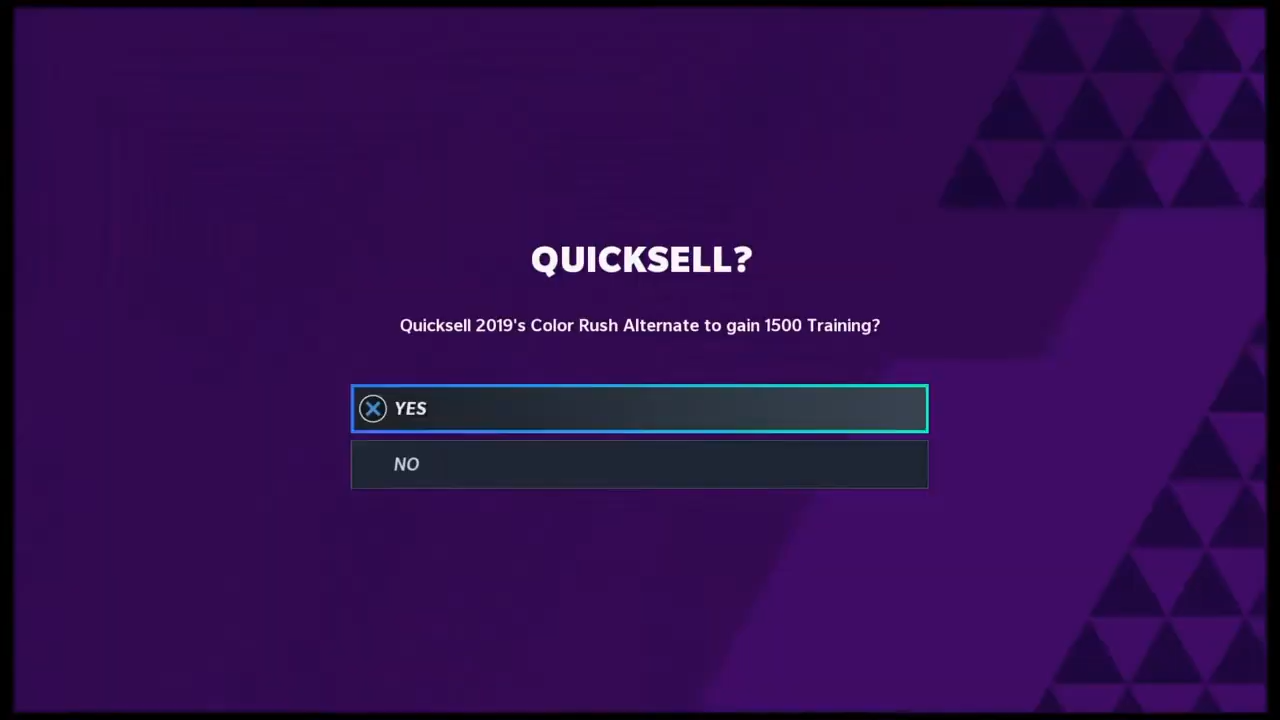 QUICKSELL?
Quicksell 2019's Color Rush Alternate to gain 1500 Training?
YES
NO